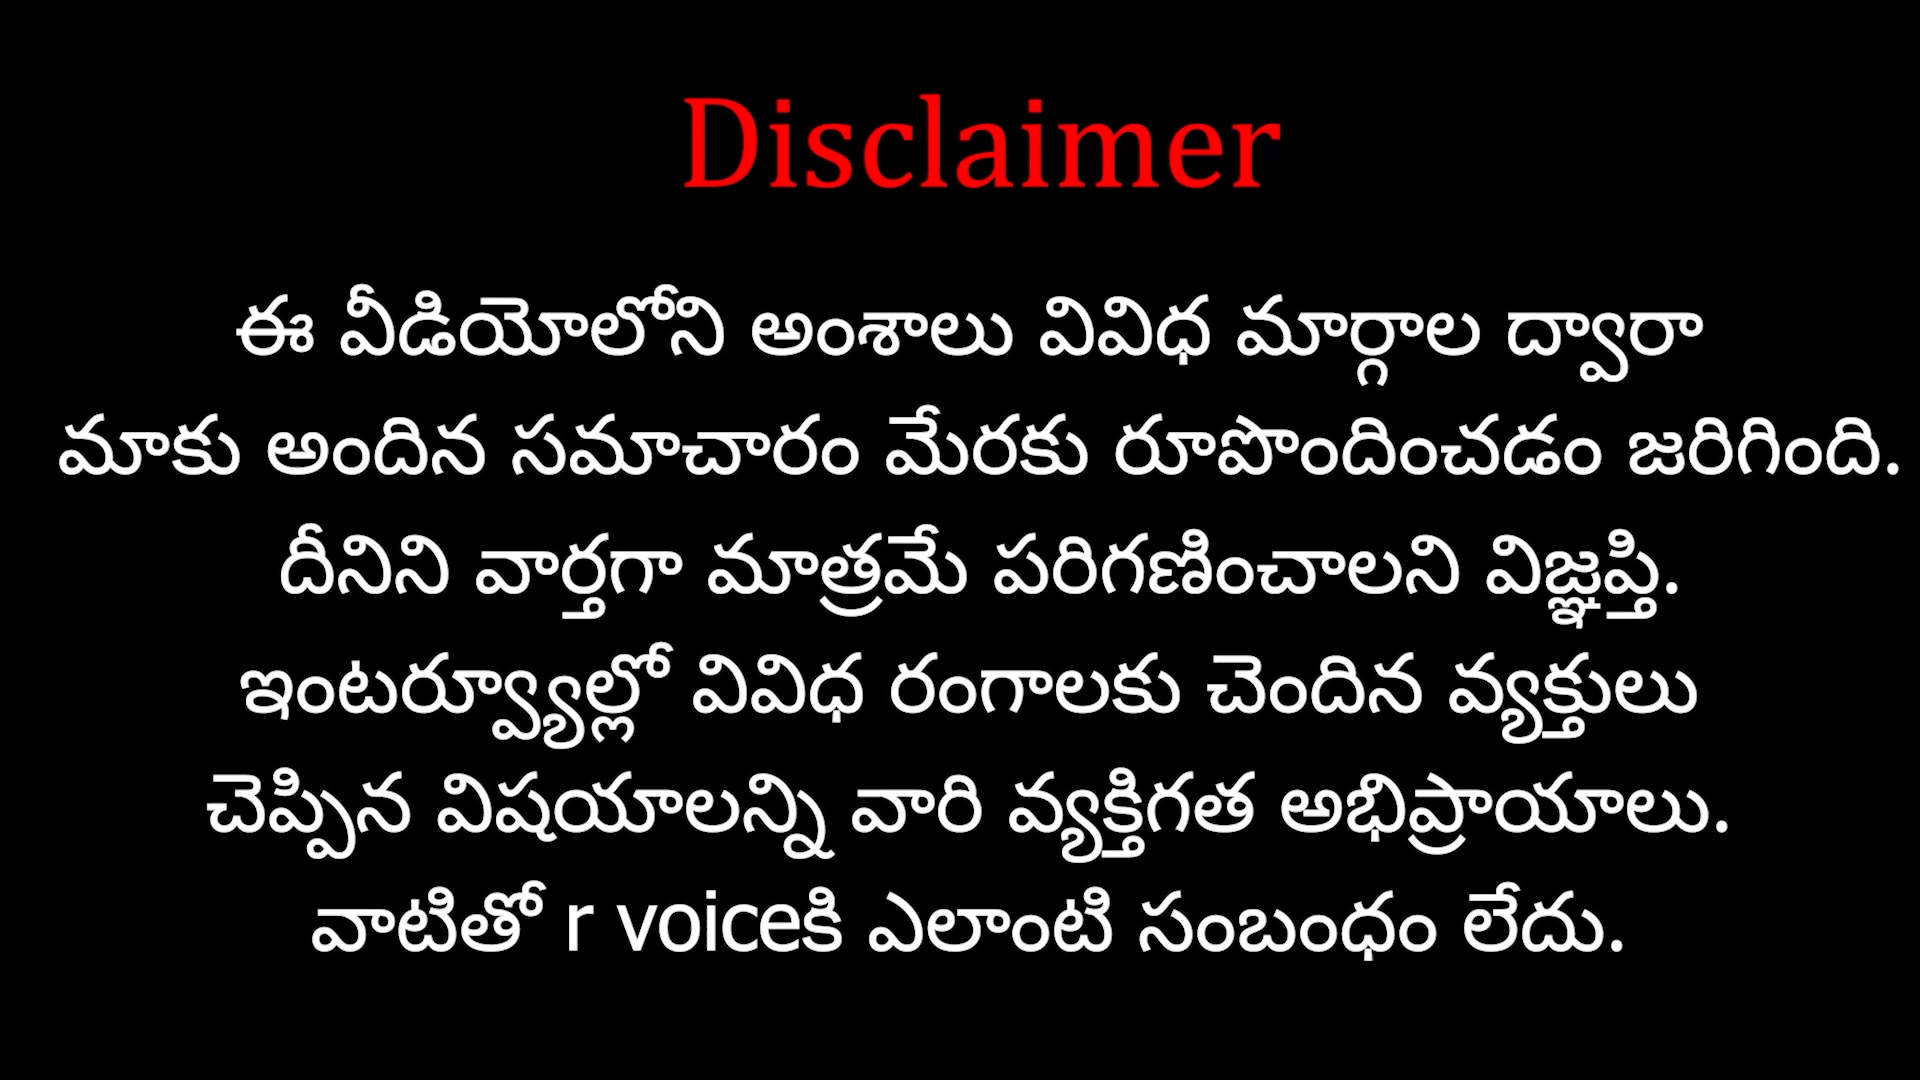 Disclaimer
ఈ వీడియోలోని అంశాలు వివిధ మార్గాల ద్వారా
మాకు అందిన సమాచారం మేరకు రూపొందించడం జరిగింది.
దీనిని వార్తగా మాత్రమే పరిగణించాలని విజ్ఞప్తి.
ఇంటర్వ్యూల్లో వివిధ రంగాలకు చెందిన వ్యక్తులు
చెప్పిన విషయాలన్ని వారి వ్యక్తిగత అభిప్రాయాలు.
వాటితో r voiceకి ఎలాంటి సంబంధం లేదు.